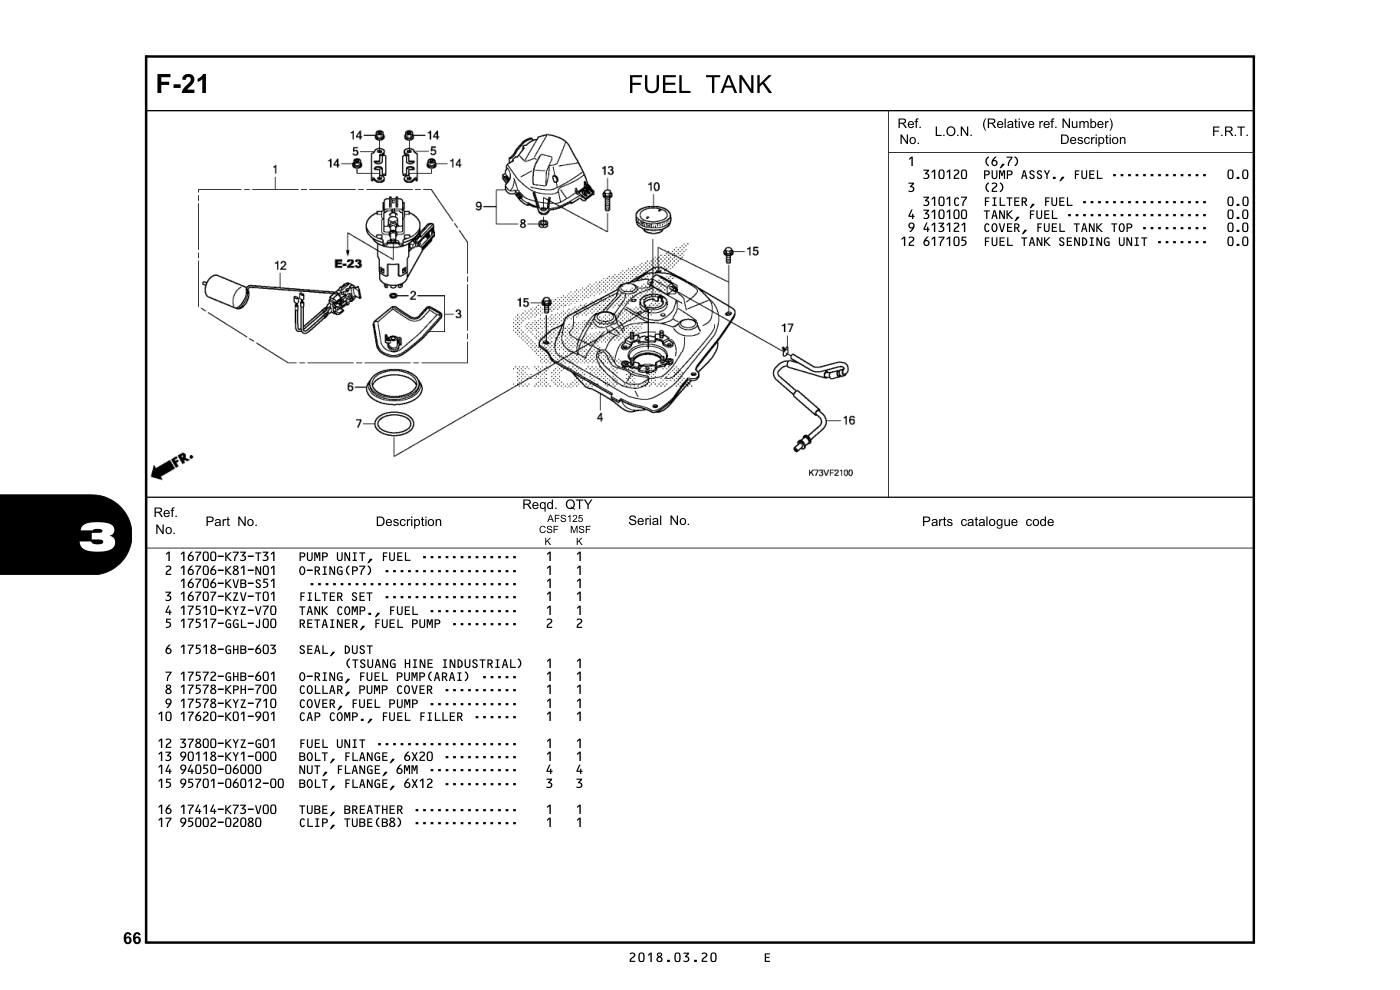 F-21 FUEL TANK
14 14
5 5
14 14
1
13
10
9
8
E-23
12
2
3
15
15
17
6
7
4
16
FR.
K73VF2100
Ref. No. L.O.N. (Relative ref. Number) Description F.R.T.
1 (6,7)
310120 PUMP ASSY., FUEL ------------- 0.0
3 (2)
3101C7 FILTER, FUEL ----------------- 0.0
4 310100 TANK, FUEL ------------------- 0.0
9 413121 COVER, FUEL TANK TOP --------- 0.0
12 617105 FUEL TANK SENDING UNIT ------- 0.0
3
Ref. No. Part No. Description Reqd. QTY Serial No. Parts catalogue code
AFS125
CSF MSF
K K
1 16700-K73-T31 PUMP UNIT, FUEL ------------- 1 1
2 16706-K81-N01 O-RING(P7) ------------------ 1 1
16706-KVB-S51 ---------------------------- 1 1
3 16707-KZV-T01 FILTER SET ------------------ 1 1
4 17510-KYZ-V70 TANK COMP., FUEL ------------ 1 1
5 17517-GGL-J00 RETAINER, FUEL PUMP --------- 2 2
6 17518-GHB-603 SEAL, DUST
(TSUANG HINE INDUSTRIAL) 1 1
7 17572-GHB-601 O-RING, FUEL PUMP(ARAI) ----- 1 1
8 17578-KPH-700 COLLAR, PUMP COVER ---------- 1 1
9 17578-KYZ-710 COVER, FUEL PUMP ------------ 1 1
10 17620-K01-901 CAP COMP., FUEL FILLER ------ 1 1
12 37800-KYZ-G01 FUEL UNIT ------------------- 1 1
13 90118-KY1-000 BOLT, FLANGE, 6X20 ---------- 1 1
14 94050-06000 NUT, FLANGE, 6MM ------------ 4 4
15 95701-06012-00 BOLT, FLANGE, 6X12 ---------- 3 3
16 17414-K73-V00 TUBE, BREATHER -------------- 1 1
17 95002-02080 CLIP, TUBE(B8) -------------- 1 1
66
2018.03.20 E